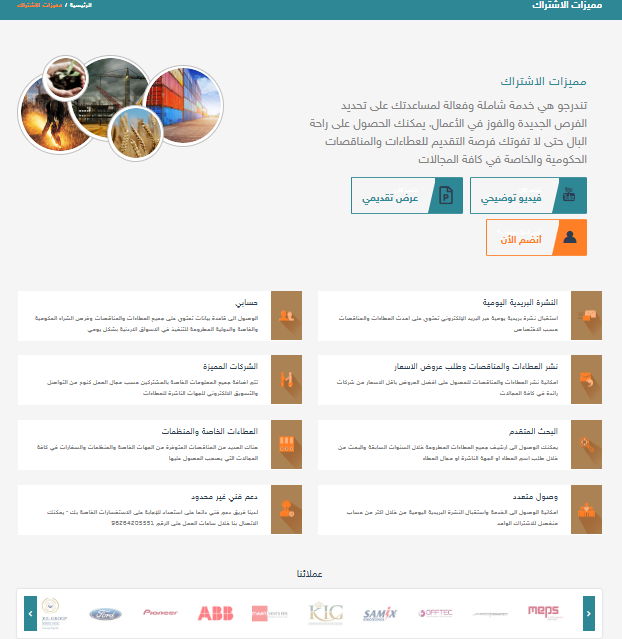 مميزات الاشتراك
الرئيسية / مميزات الاشتراك
مميزات الاشتراك
تندرجو هي خدمة شاملة وفعالة لمساعدتك على تحديد
الفرص الجديدة والفوز في الأعمال. يمكنك الحصول على راحة
البال حتى لا تفوتك فرصة التقديم للعطاءات والمناقصات
الحكومية والخاصة في كافة المجالات
فيديو توضيحي
عرض تقديمي
أنضم الأن
النشرة البريدية اليومية
استقبال نشرة بريدية يومية عبر البريد الإلكتروني تحتوي على احدث العطاءات والمناقصات
حسب الاختصاص
حسابي
الوصول الى قاعدة بيانات تحتوي على جميع العطاءات والمناقصات وفرص الشراء الحكومية
والخاصة والدولية المطروحة للتنفيذ في الاسواق الاردنية بشكل يومي
نشر العطاءات والمناقصات وطلب عروض الاسعار
امكانية نشر العطاءات والمناقصات للحصول على افضل العروض باقل الاسعار من شركات
رائدة في كافة المجالات
الشركات المميزة
تتم اضافة جميع المعلومات الخاصة بالمشتركين حسب مجال العمل كنوع من التواصل
والتسويق الالكتروني للجهات الناشرة للعطاءات
البحث المتقدم
يمكنك الوصول الى ارشيف جميع العطاءات المطروحة خلال السنوات السابقة والبحث من
خلال طلب اسم العطاء او الجهة الناشرة او مجال العطاء
العطاءات الخاصة والمنظمات
هناك العديد من المناقصات المتوفرة من الجهات الخاصة والمنظمات والسفارات في كافة
المجالات التي يصعب الحصول عليها
وصول متعدد
امكانية الوصول الى الخدمة واستقبال النشرة البريدية اليومية من خلال اكثر من حساب
منفصل للاشتراك الواحد
دعم فني غير محدود
لدينا فريق دعم فني دائما على استعداد للإجابة على الاستفسارات الخاصة بك - يمكنك
الاتصال بنا خلال ساعات العمل على الرقم 96264205551
عملائنا
meps
OFFTEC
SAMIX
KIG
ABB
Pioneer
Ford